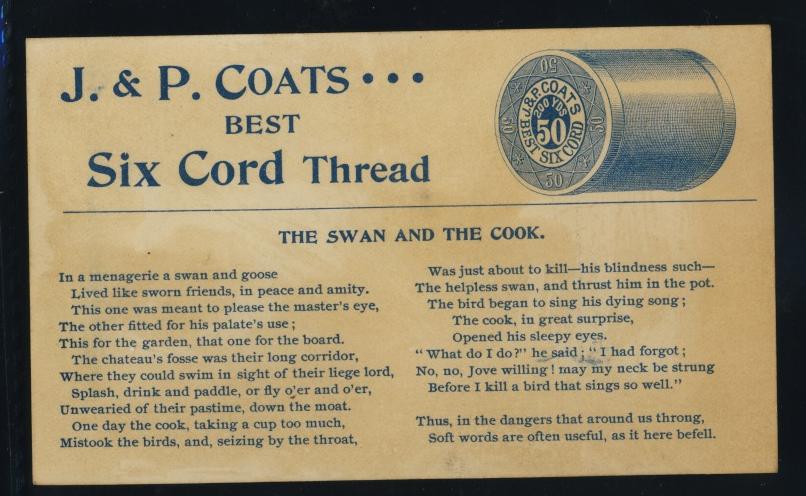 J. & P. COATS •••
BEST
Six Cord Thread
50
J. & P. COATS
200 YDS
50
BEST SIX CORD
50
50
50
THE SWAN AND THE COOK.
In a menagerie a swan and goose
Lived like sworn friends, in peace and amity.
This one was meant to please the master's eye,
The other fitted for his palate's use;
This for the garden, that one for the board.
The chateau's fosse was their long corridor,
Where they could swim in sight of their liege lord,
Splash, drink and paddle, or fly o'er and o'er,
Unwearied of their pastime, down the moat.
One day the cook, taking a cup too much,
Mistook the birds, and, seizing by the throat,
Was just about to kill—his blindness such—
The helpless swan, and thrust him in the pot.
The bird began to sing his dying song;
The cook, in great surprise,
Opened his sleepy eyes.
"What do I do?" he said; "I had forgot;
No, no, Jove willing! may my neck be strung
Before I kill a bird that sings so well."
Thus, in the dangers that around us throng,
Soft words are often useful, as it here befell.